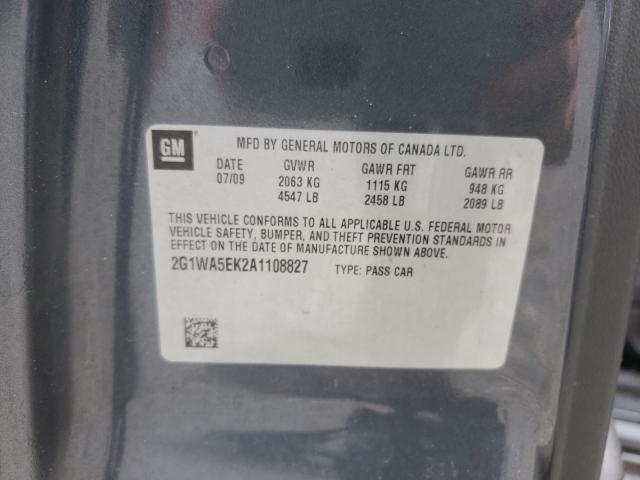 GM ®
MFD BY GENERAL MOTORS OF CANADA LTD.
DATE GVWR GAWR FRT GAWR RR
07/09 2063 KG 1115 KG 948 KG
4547 LB 2458 LB 2089 LB
THIS VEHICLE CONFORMS TO ALL APPLICABLE U.S. FEDERAL MOTOR
VEHICLE SAFETY, BUMPER, AND THEFT PREVENTION STANDARDS IN
EFFECT ON THE DATE OF MANUFACTURE SHOWN ABOVE.
2G1WA5EK2A1108827 TYPE: PASS CAR